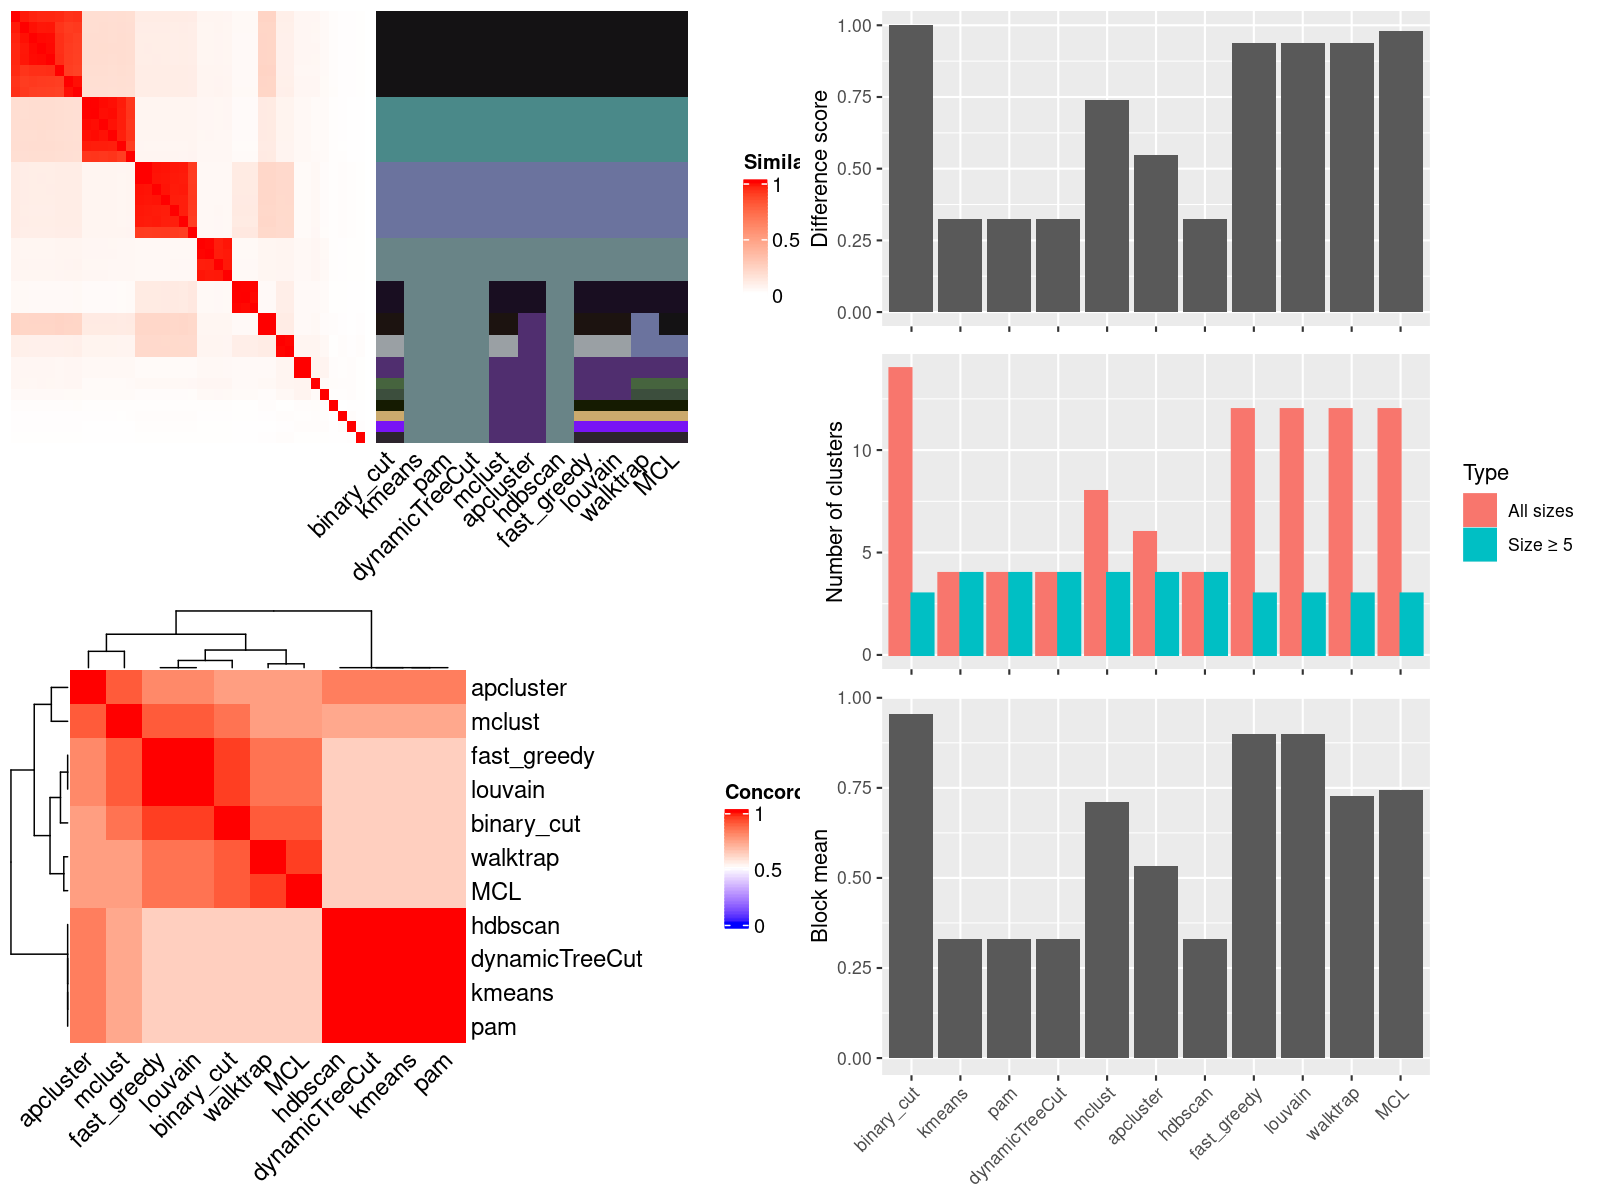 Simila
1
0.5
0
binary_cut
kmeans
pam
dynamicTreeCut
mclust
apcluster
hdbscan
fast_greedy
louvain
walktrap
MCL
Difference score
1.00
0.75
0.50
0.25
0.00
Number of clusters
10
5
0
Type
All sizes
Size ≥ 5
apcluster
mclust
fast_greedy
louvain
binary_cut
walktrap
MCL
hdbscan
dynamicTreeCut
kmeans
pam
apcluster
mclust
fast_greedy
louvain
binary_cut
walktrap
MCL
hdbscan
dynamicTreeCut
kmeans
pam
Concord
1
0.5
0
Block mean
1.00
0.75
0.50
0.25
0.00
binary_cut
kmeans
pam
dynamicTreeCut
mclust
apcluster
hdbscan
fast_greedy
louvain
walktrap
MCL